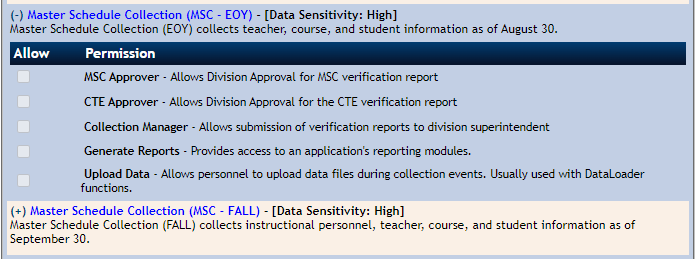 (-) Master Schedule Collection (MSC - EOY) - [Data Sensitivity: High]
Master Schedule Collection (EOY) collects teacher, course, and student information as of August 30.
Allow Permission
MSC Approver - Allows Division Approval for MSC verification report
CTE Approver - Allows Division Approval for the CTE verification report
Collection Manager - Allows submission of verification reports to division superintendent
Generate Reports - Provides access to an application's reporting modules.
Upload Data - Allows personnel to upload data files during collection events. Usually used with DataLoader
functions.
(+) Master Schedule Collection (MSC - FALL) - [Data Sensitivity: High]
Master Schedule Collection (FALL) collects instructional personnel, teacher, course, and student information as of
September 30.